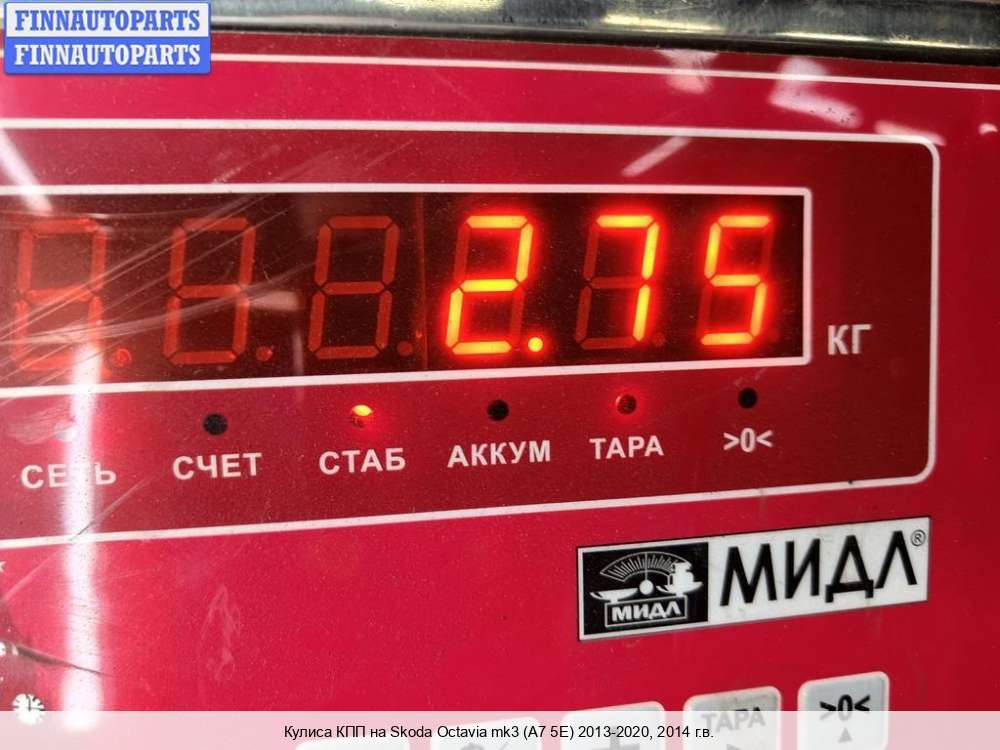 FINNAUTOPARTS
FINNAUTOPARTS
2.75
КГ
СЕТЬ СЧЕТ СТАБ АККУМ ТАРА >0<
МИДЛ МИДЛ®
ТАРА >0<
Кулиса КПП на Skoda Octavia mk3 (A7 5E) 2013-2020, 2014 г.в.